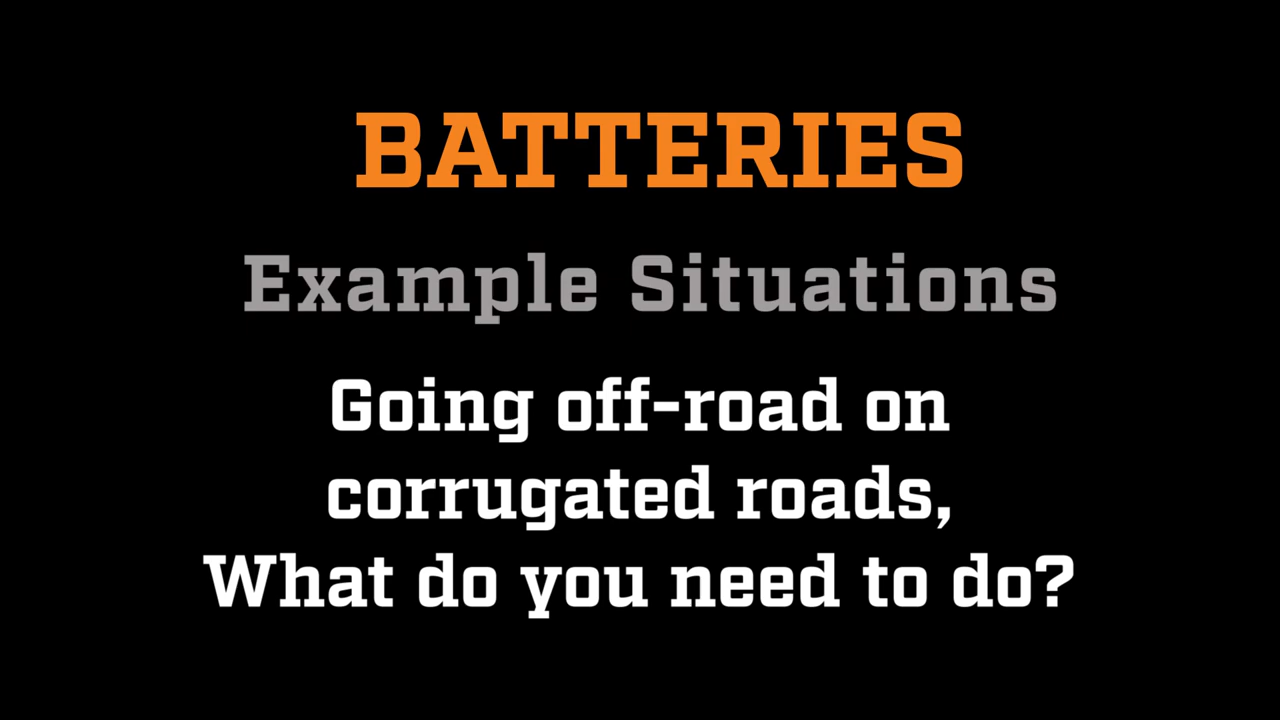 BATTERIES
Example Situations
Going off-road on
corrugated roads,
What do you need to do?